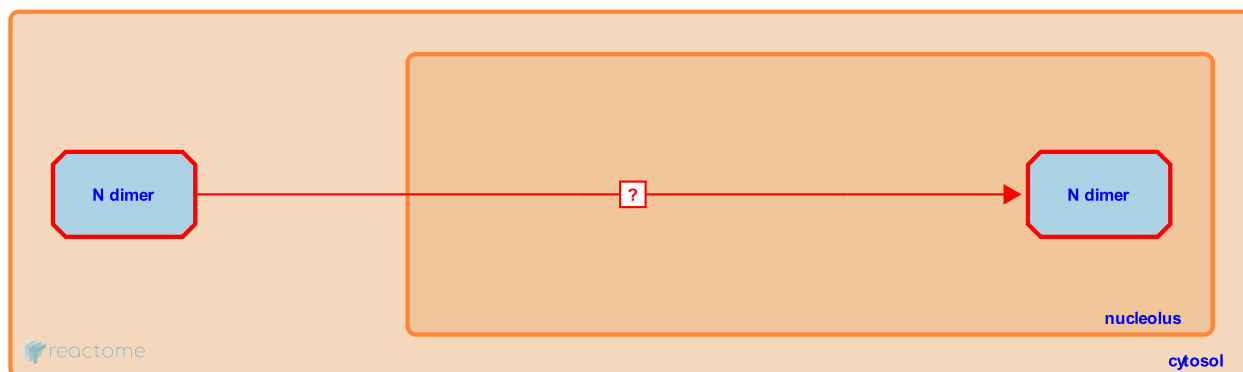 N dimer
?
N dimer
nucleolus
reactome
cytosol